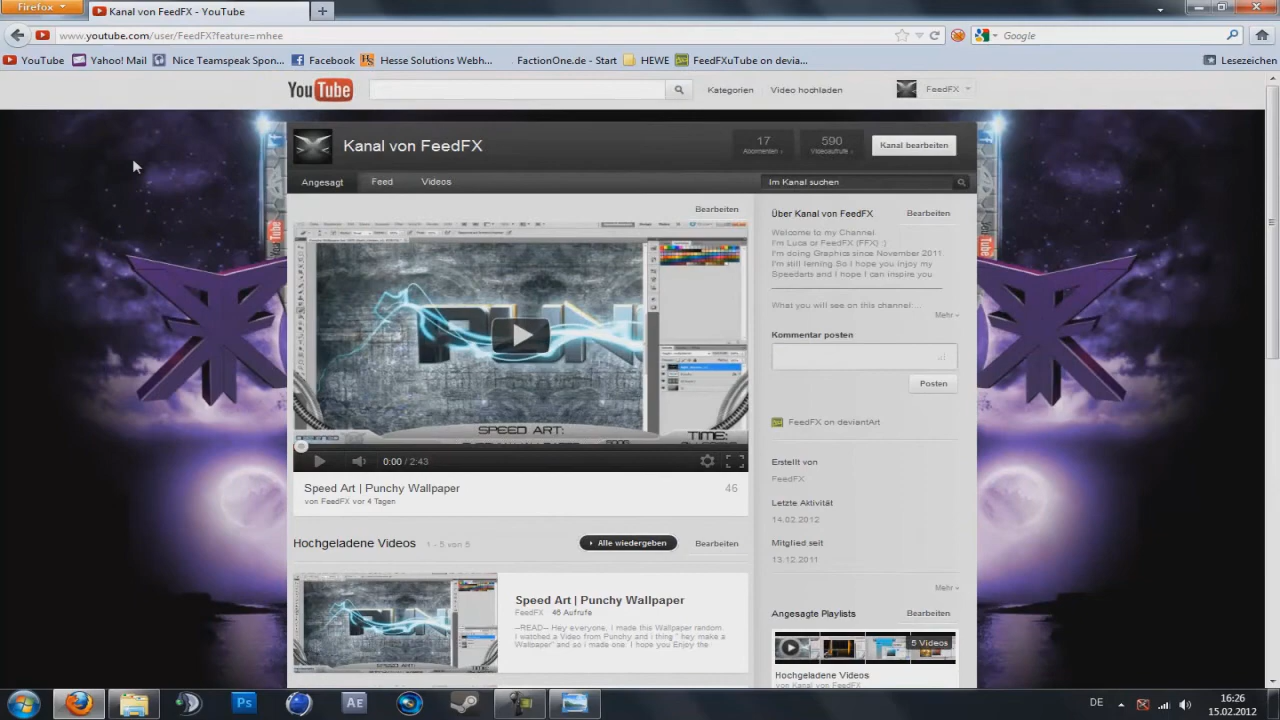 Firefox
Kanal von FeedFX - YouTube
www.youtube.com/user/FeedFX?feature=mhee
Google
YouTube
Yahoo! Mail
Nice Teamspeak Spon...
Facebook
Hesse Solutions Webh...
FactionOne.de - Start
HEWE
FeedFXuTube on devia...
Lesezeichen
YouTube
Kategorien
Video hochladen
FeedFX
Kanal von FeedFX
17
Abonnenten
590
Videoaufrufe
Kanal bearbeiten
Angesagt
Feed
Videos
Im Kanal suchen
Bearbeiten
SPEED ART:
TIME:
0:00 / 2:43
Speed Art | Punchy Wallpaper
46
von FeedFX vor 4 Tagen
Hochgeladene Videos
1 - 5 von 5
Alle wiedergeben
Bearbeiten
Speed Art | Punchy Wallpaper
FeedFX 46 Aufrufe
--READ-- Hey everyone, I made this Wallpaper random.
I watched a Video from Punchy and i thing " hey make a
Wallpaper" and so i made one. I hope you Enjoy the
SPEED ART:
Über Kanal von FeedFX
Bearbeiten
Welcome to my Channel
I'm Luca or FeedFX (FFX) :)
I'm doing Graphics since November 2011.
I'm still lerning.So I hope you enjoy my
Speedarts and I hope I can inspire you.
What you will see on this channel:...
Mehr
Kommentar posten
Posten
FeedFX on deviantArt
Erstellt von
FeedFX
Letzte Aktivität
14.02.2012
Mitglied seit
13.12.2011
Mehr
Angesagte Playlists
Bearbeiten
5 Videos
Hochgeladene Videos
von Kanal von FeedFX
YouTube
YouTube
Ps
Ae
DE
16:26
15.02.2012